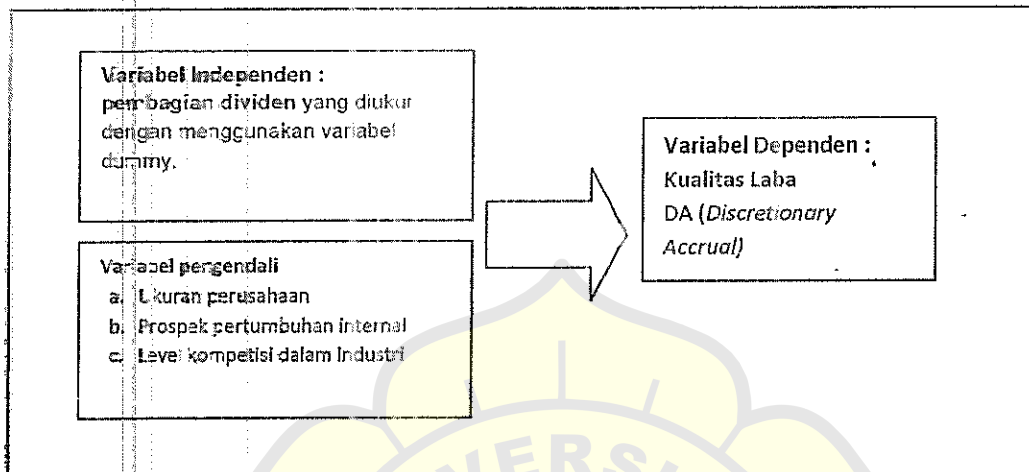 Variabel Independen :
pembagian dividen yang diukur
dengan menggunakan variabel
dummy.
Variabel pengendali
a. Ukuran perusahaan
b. Prospek pertumbuhan internal
c. Level kompetisi dalam industri
Variabel Dependen :
Kualitas Laba
DA (Discretionary
Accrual)
VERSI